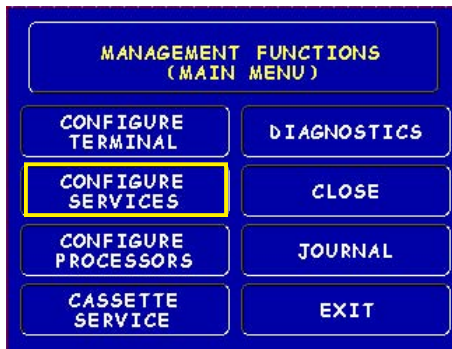 MANAGEMENT FUNCTIONS
(MAIN MENU)
CONFIGURE
TERMINAL
DIAGNOSTICS
CONFIGURE
SERVICES
CLOSE
CONFIGURE
PROCESSORS
JOURNAL
CASSETTE
SERVICE
EXIT